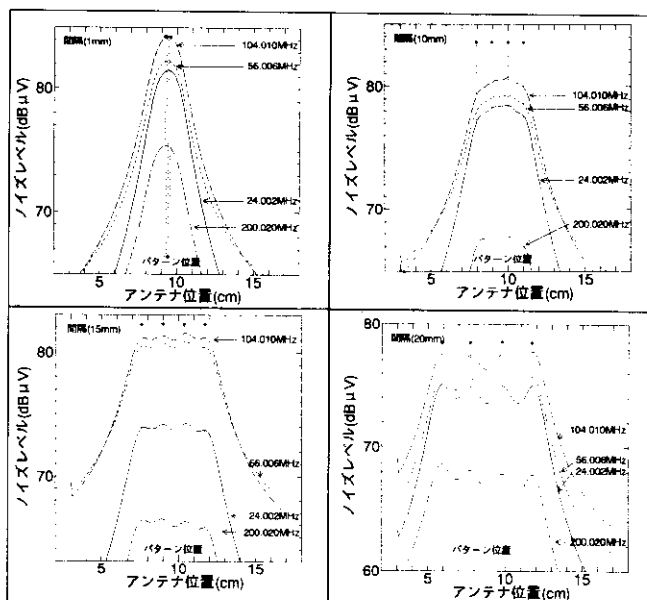 間隔(1mm)
104.010MHz
56.006MHz
24.002MHz
200.020MHz
80
70
ノイズレベル(dBμV)
パターン位置
5 10 15
アンテナ位置(cm)
間隔(10mm)
104.010MHz
56.006MHz
24.002MHz
200.020MHz
80
70
ノイズレベル(dBμV)
パターン位置
5 10 15
アンテナ位置(cm)
間隔(15mm)
104.010MHz
56.006MHz
24.002MHz
200.020MHz
80
70
ノイズレベル(dBμV)
パターン位置
5 10 15
アンテナ位置(cm)
間隔(20mm)
104.010MHz
56.006MHz
24.002MHz
200.020MHz
80
70
60
ノイズレベル(dBμV)
パターン位置
5 10 15
アンテナ位置(cm)